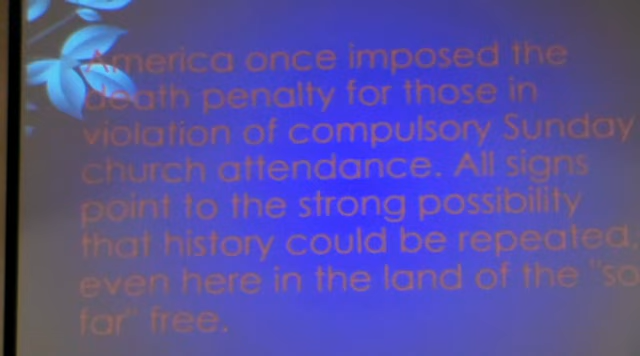 America once imposed the
death penalty for those in
violation of compulsory Sunday
church attendance. All signs
point to the strong possibility
that history could be repeated,
even here in the land of the "so
far" free.